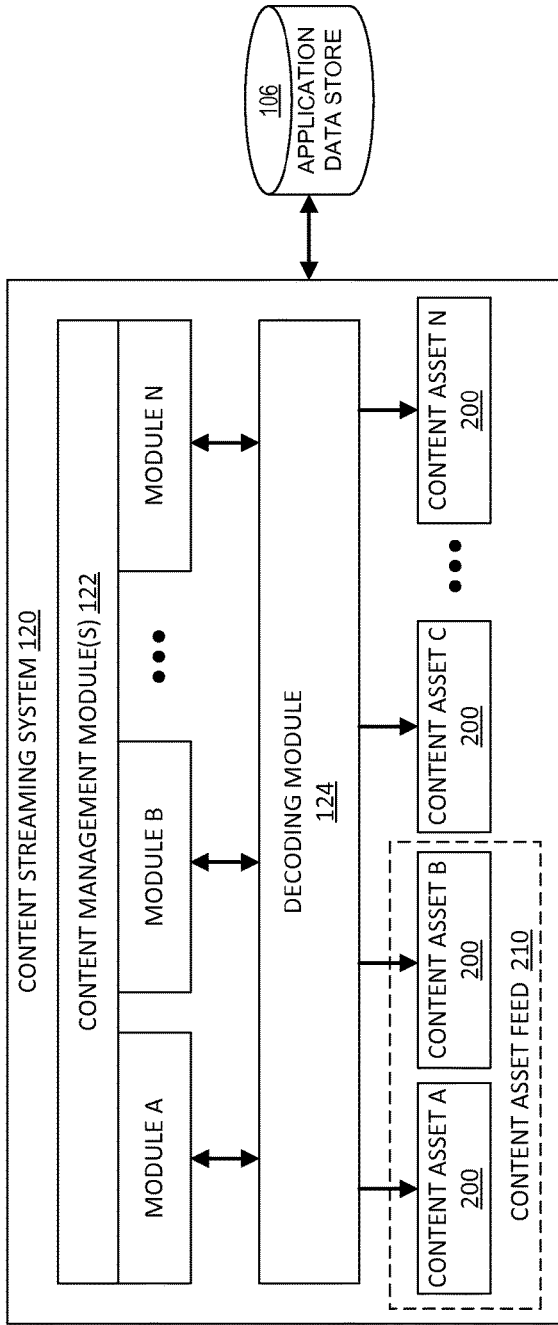 CONTENT STREAMING SYSTEM 120
CONTENT MANAGEMENT MODULE(S) 122
MODULE A
MODULE B
•••
MODULE N
DECODING MODULE
124
CONTENT ASSET A
200
CONTENT ASSET B
200
CONTENT ASSET C
200
•••
CONTENT ASSET N
200
CONTENT ASSET FEED 210
106
APPLICATION
DATA STORE